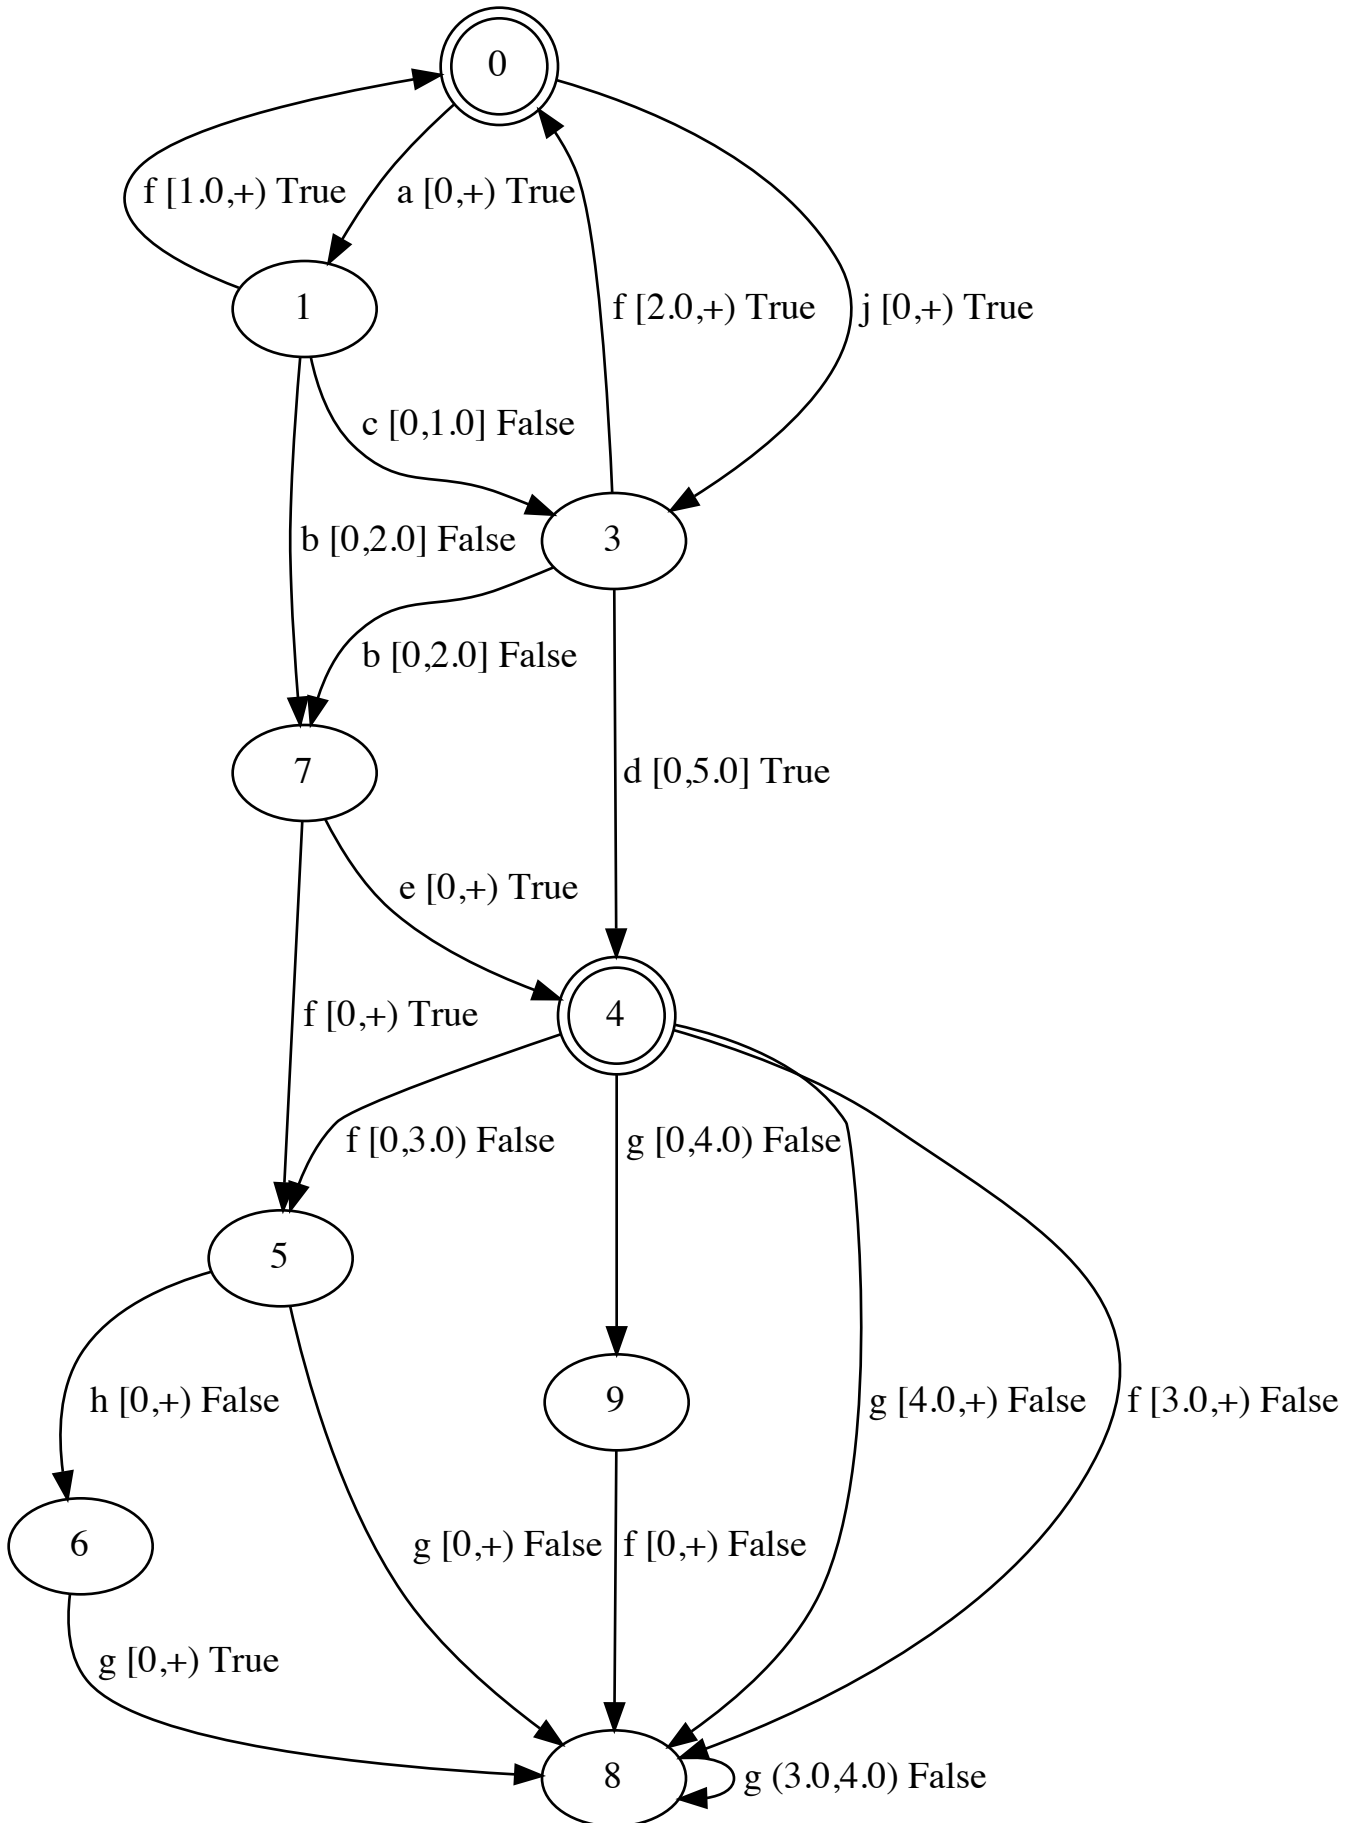 0
f [1.0,+) True
a [0,+) True
1
f [2.0,+) True
j [0,+) True
c [0,1.0] False
b [0,2.0] False
3
b [0,2.0] False
7
d [0,5.0] True
e [0,+) True
f [0,+) True
4
f [0,3.0) False
g [0,4.0) False
5
h [0,+) False
9
g [4.0,+) False
f [3.0,+) False
6
g [0,+) False
f [0,+) False
g [0,+) True
8
g (3.0,4.0) False